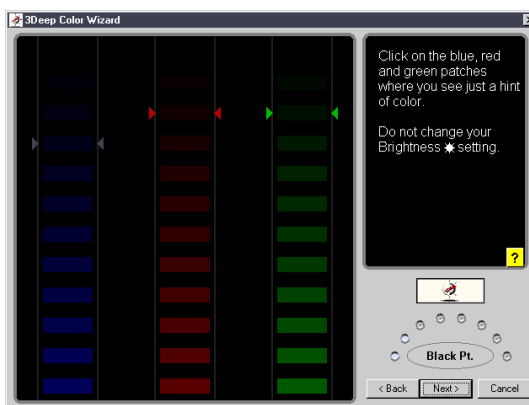 3Deep Color Wizard
Click on the blue, red
and green patches
where you see just a hint
of color.
Do not change your
Brightness ☀ setting.
?
Black Pt.
< Back
Next >
Cancel